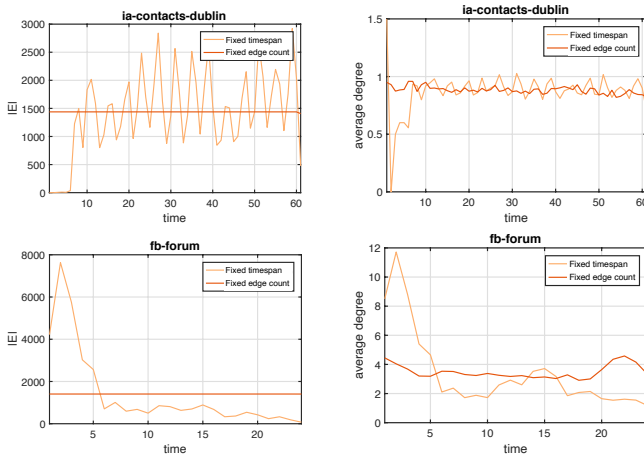 ia-contacts-dublin
3000
2500
2000
1500
1000
500
0
|E|
10 20 30 40 50 60
time
Fixed timespan
Fixed edge count
ia-contacts-dublin
1.5
1
0.5
0
average degree
10 20 30 40 50 60
time
Fixed timespan
Fixed edge count
fb-forum
8000
6000
4000
2000
0
|E|
5 10 15 20
time
Fixed timespan
Fixed edge count
fb-forum
12
10
8
6
4
2
0
average degree
5 10 15 20
time
Fixed timespan
Fixed edge count